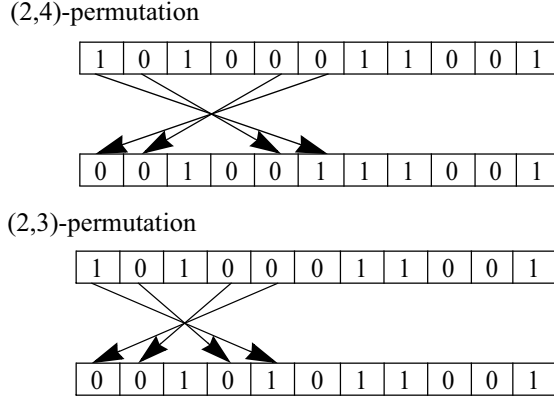 (2,4)-permutation
1 0 1 0 0 0 1 1 0 0 1
0 0 1 0 0 1 1 1 0 0 1
(2,3)-permutation
1 0 1 0 0 0 1 1 0 0 1
0 0 1 0 1 0 1 1 0 0 1